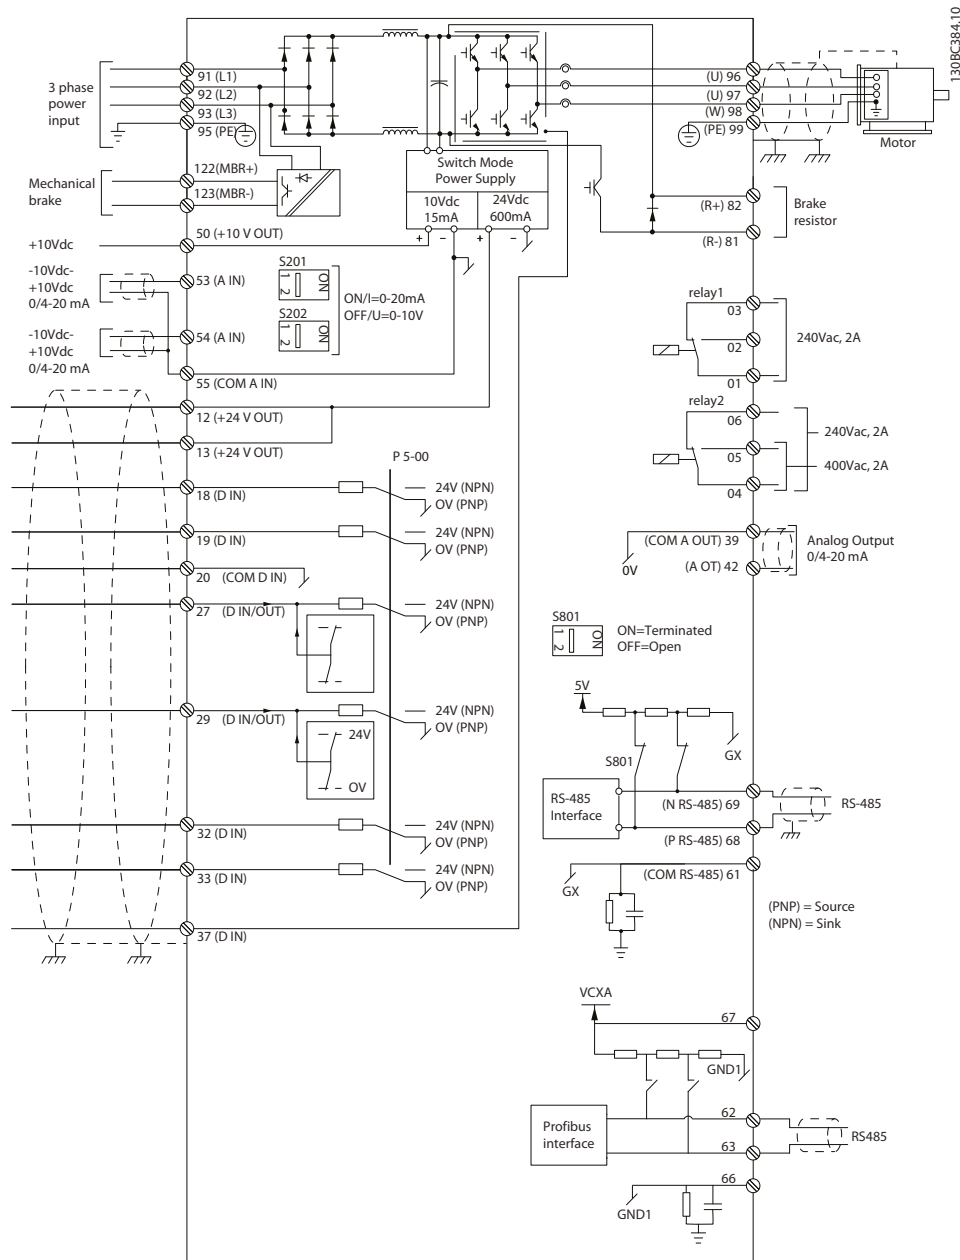 130BC384.10
3 phase
power
input
91 (L1)
92 (L2)
93 (L3)
95 (PE)
(U) 96
(U) 97
(W) 98
(PE) 99
Motor
Mechanical
brake
122(MBR+)
123(MBR-)
Switch Mode
Power Supply
10Vdc
15mA
24Vdc
600mA
+ - + -
(R+) 82
(R-) 81
Brake
resistor
+10Vdc
50 (+10 V OUT)
-10Vdc-
+10Vdc
0/4-20 mA
53 (A IN)
S201
1 2
ON
S202
1 2
ON
ON/I=0-20mA
OFF/U=0-10V
-10Vdc-
+10Vdc
0/4-20 mA
54 (A IN)
55 (COM A IN)
12 (+24 V OUT)
13 (+24 V OUT)
relay1
03
02
01
240Vac, 2A
relay2
06
05
04
240Vac, 2A
400Vac, 2A
P 5-00
18 (D IN)
24V (NPN)
OV (PNP)
19 (D IN)
24V (NPN)
OV (PNP)
20 (COM D IN)
27 (D IN/OUT)
24V (NPN)
OV (PNP)
29 (D IN/OUT)
24V (NPN)
OV (PNP)
24V
OV
32 (D IN)
24V (NPN)
OV (PNP)
33 (D IN)
24V (NPN)
OV (PNP)
37 (D IN)
(COM A OUT) 39
(A OT) 42
0V
Analog Output
0/4-20 mA
S801
1 2
ON
ON=Terminated
OFF=Open
5V
GX
S801
RS-485
Interface
(N RS-485) 69
(P RS-485) 68
RS-485
(COM RS-485) 61
GX
(PNP) = Source
(NPN) = Sink
VCXA
67
GND1
Profibus
interface
62
63
RS485
66
GND1